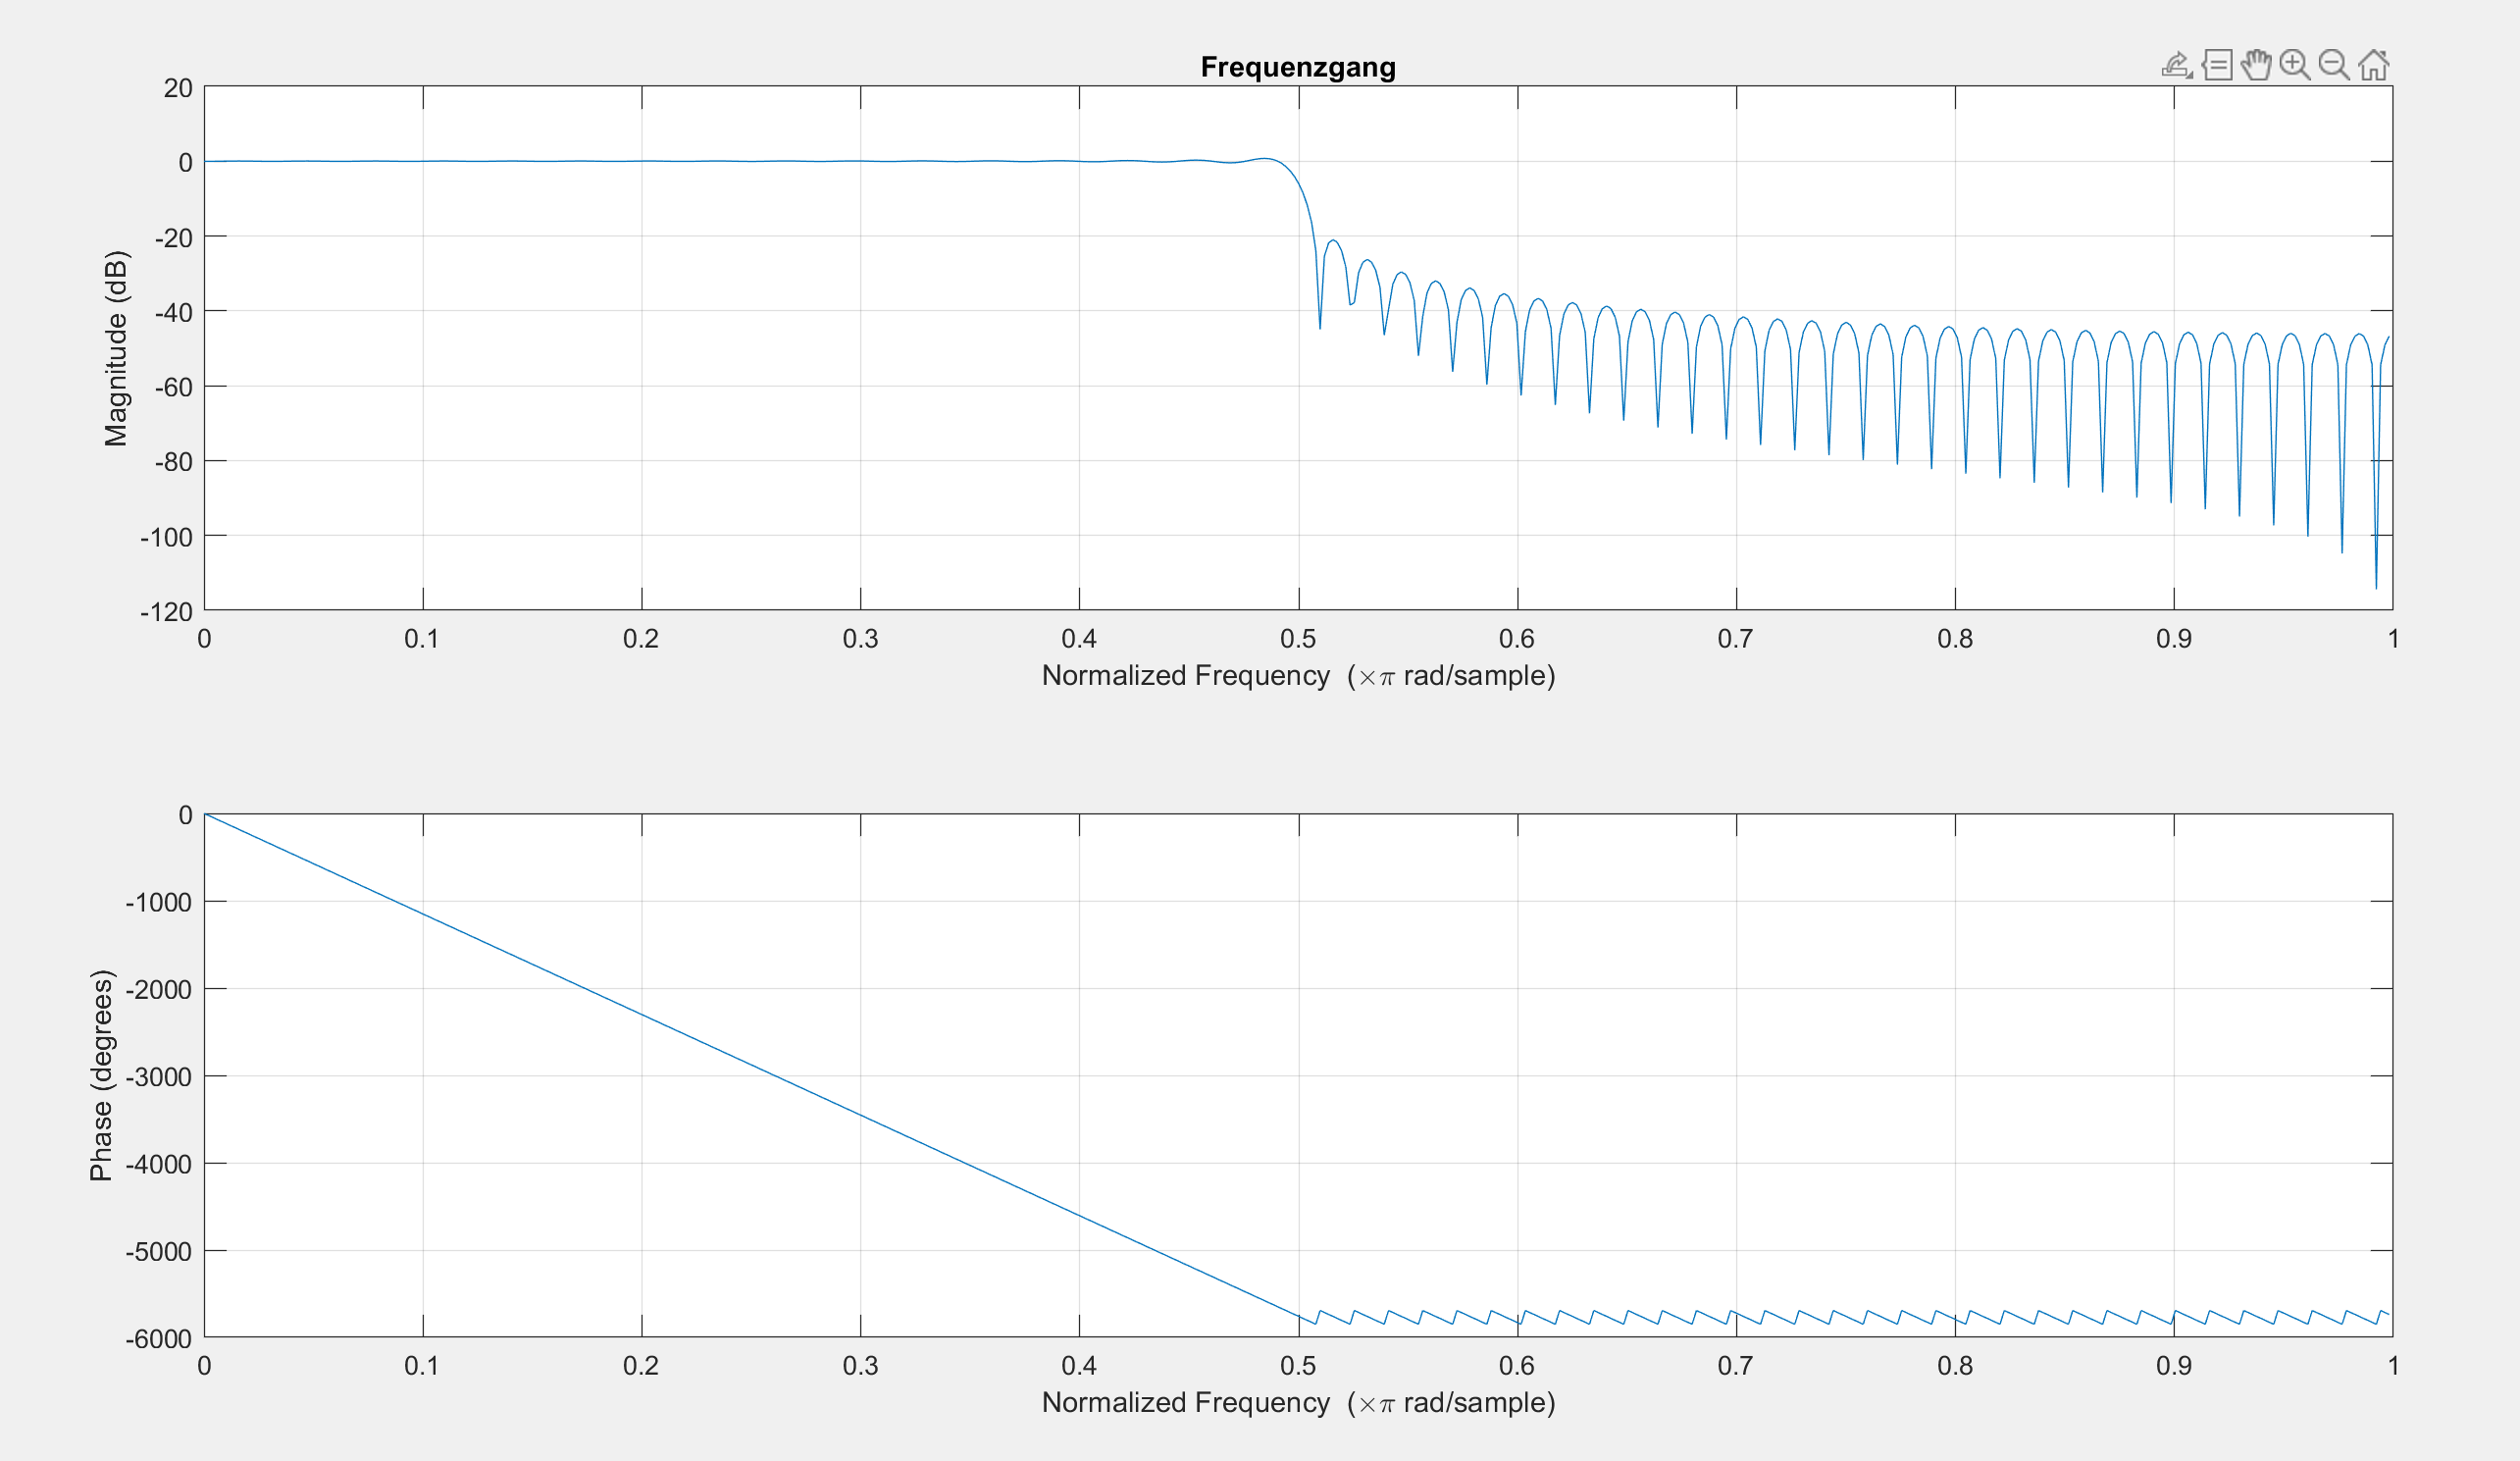 Frequenzgang
20
0
-20
-40
-60
-80
-100
-120
Magnitude (dB)
0 0.1 0.2 0.3 0.4 0.5 0.6 0.7 0.8 0.9 1
Normalized Frequency (×π rad/sample)
0
-1000
-2000
-3000
-4000
-5000
-6000
Phase (degrees)
0 0.1 0.2 0.3 0.4 0.5 0.6 0.7 0.8 0.9 1
Normalized Frequency (×π rad/sample)